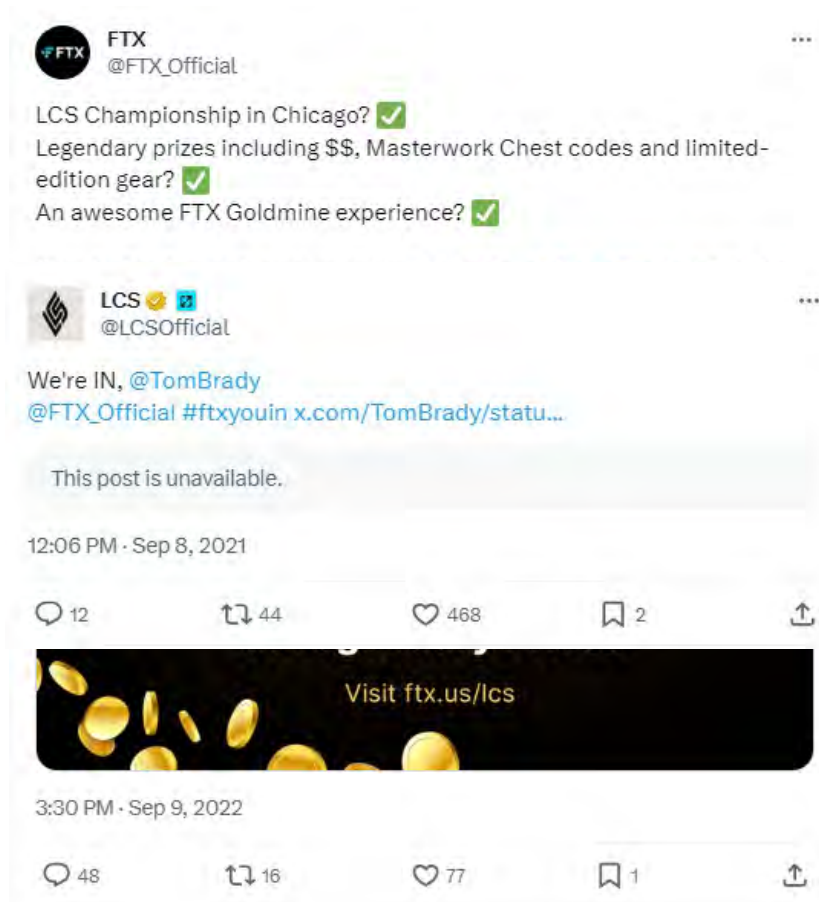 FTX
FTX
@FTX_Official
LCS Championship in Chicago? ✅
Legendary prizes including $$, Masterwork Chest codes and limited-
edition gear? ✅
An awesome FTX Goldmine experience? ✅
LCS
@LCSOfficial
We're IN, @TomBrady
@FTX_Official #ftxyouin x.com/TomBrady/statu...
This post is unavailable.
12:06 PM · Sep 8, 2021
12 44 468 2
Visit ftx.us/lcs
3:30 PM · Sep 9, 2022
48 16 77 1